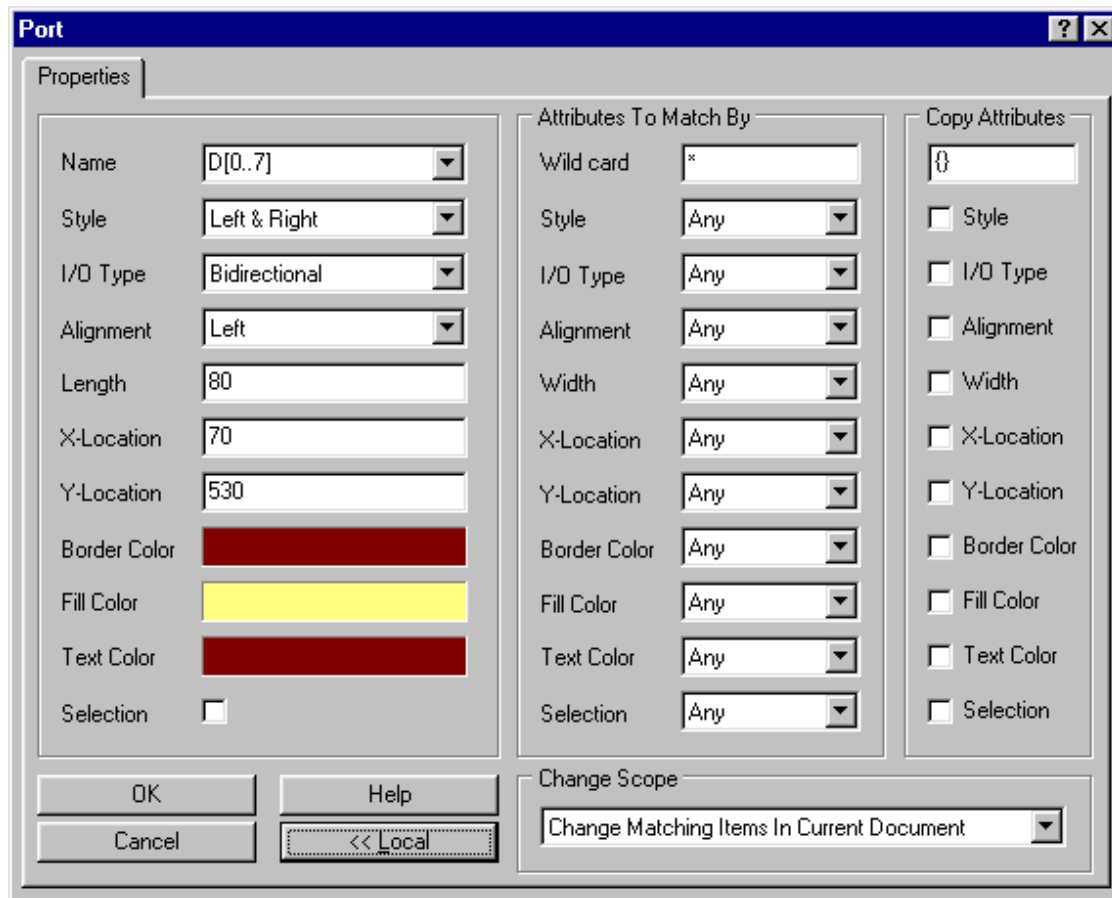 Port
Properties
Name D[0..7]
Style Left & Right
I/O Type Bidirectional
Alignment Left
Length 80
X-Location 70
Y-Location 530
Border Color
Fill Color
Text Color
Selection
Attributes To Match By
Wild card *
Style Any
I/O Type Any
Alignment Any
Width Any
X-Location Any
Y-Location Any
Border Color Any
Fill Color Any
Text Color Any
Selection Any
Copy Attributes
{}
Style
I/O Type
Alignment
Width
X-Location
Y-Location
Border Color
Fill Color
Text Color
Selection
OK Help
Cancel << Local
Change Scope
Change Matching Items In Current Document